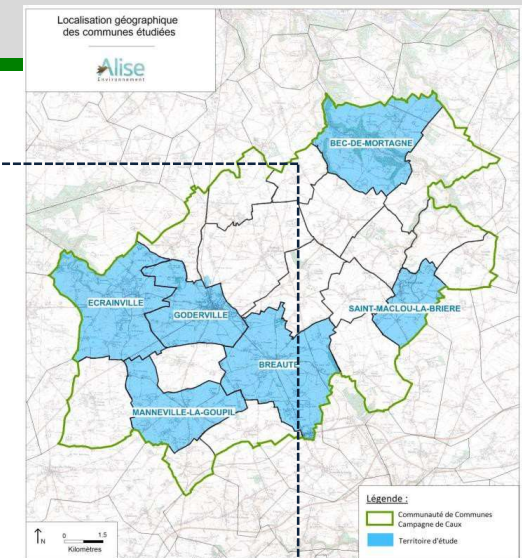 Localisation géographique
des communes étudiées
Alise
Environnement
BEC-DE-MORTAGNE
ECRAINVILLE
GODERVILLE
SAINT-MACLOU-LA-BRIERE
BREAUTE
MANNEVILLE-LA-GOUPIL
Légende :
Communauté de Communes
Campagne de Caux
Territoire d'étude
N
0 1.5
Kilomètres